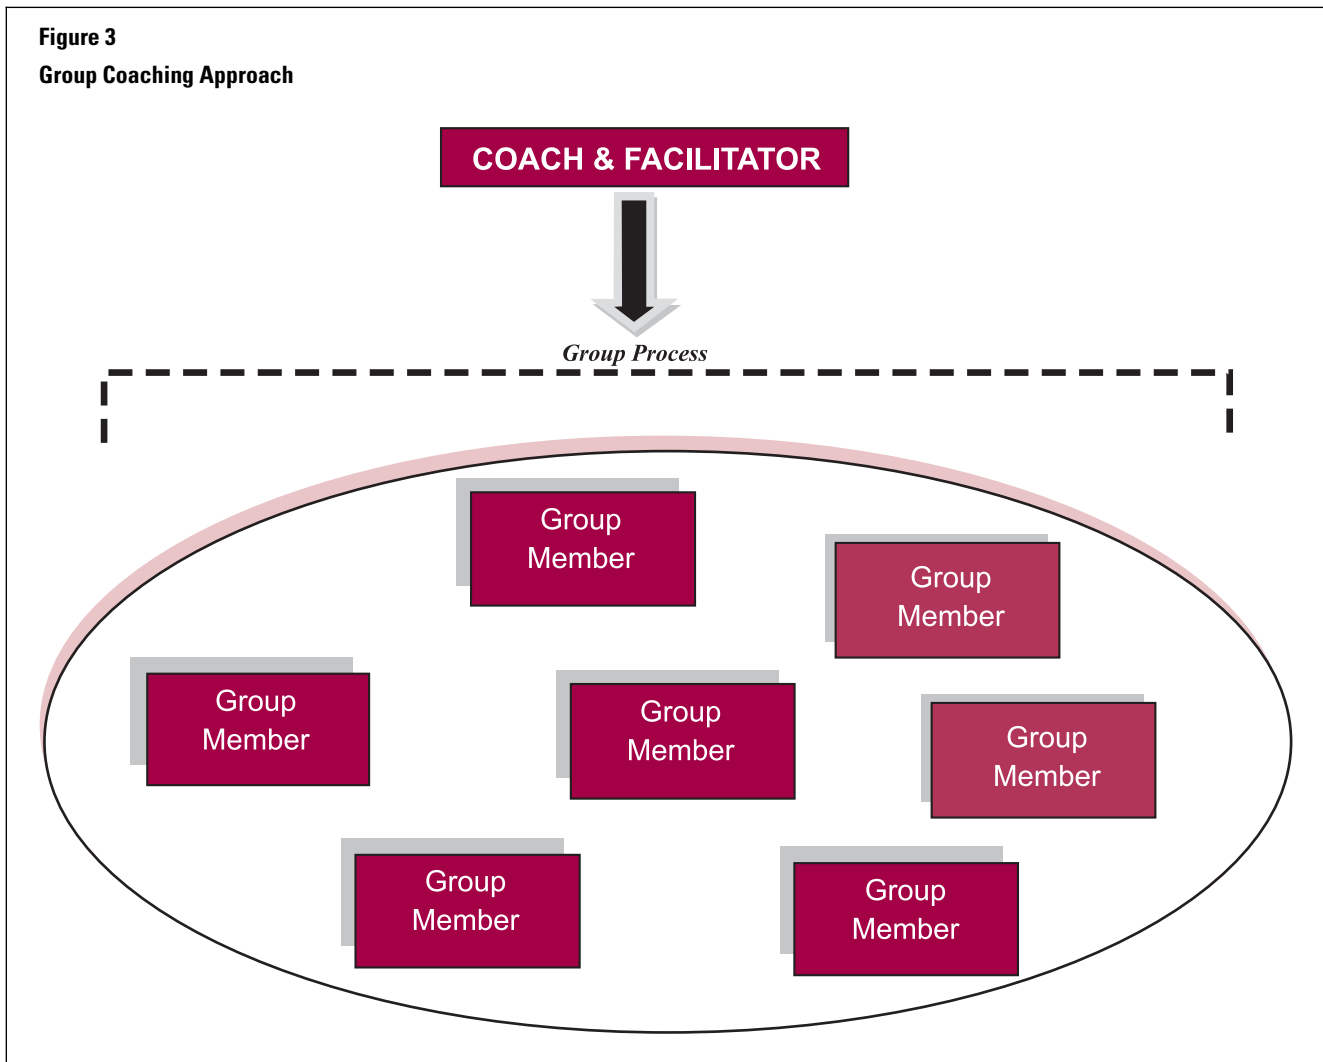 Figure 3
Group Coaching Approach
COACH & FACILITATOR
Group Process
Group
Member
Group
Member
Group
Member
Group
Member
Group
Member
Group
Member
Group
Member